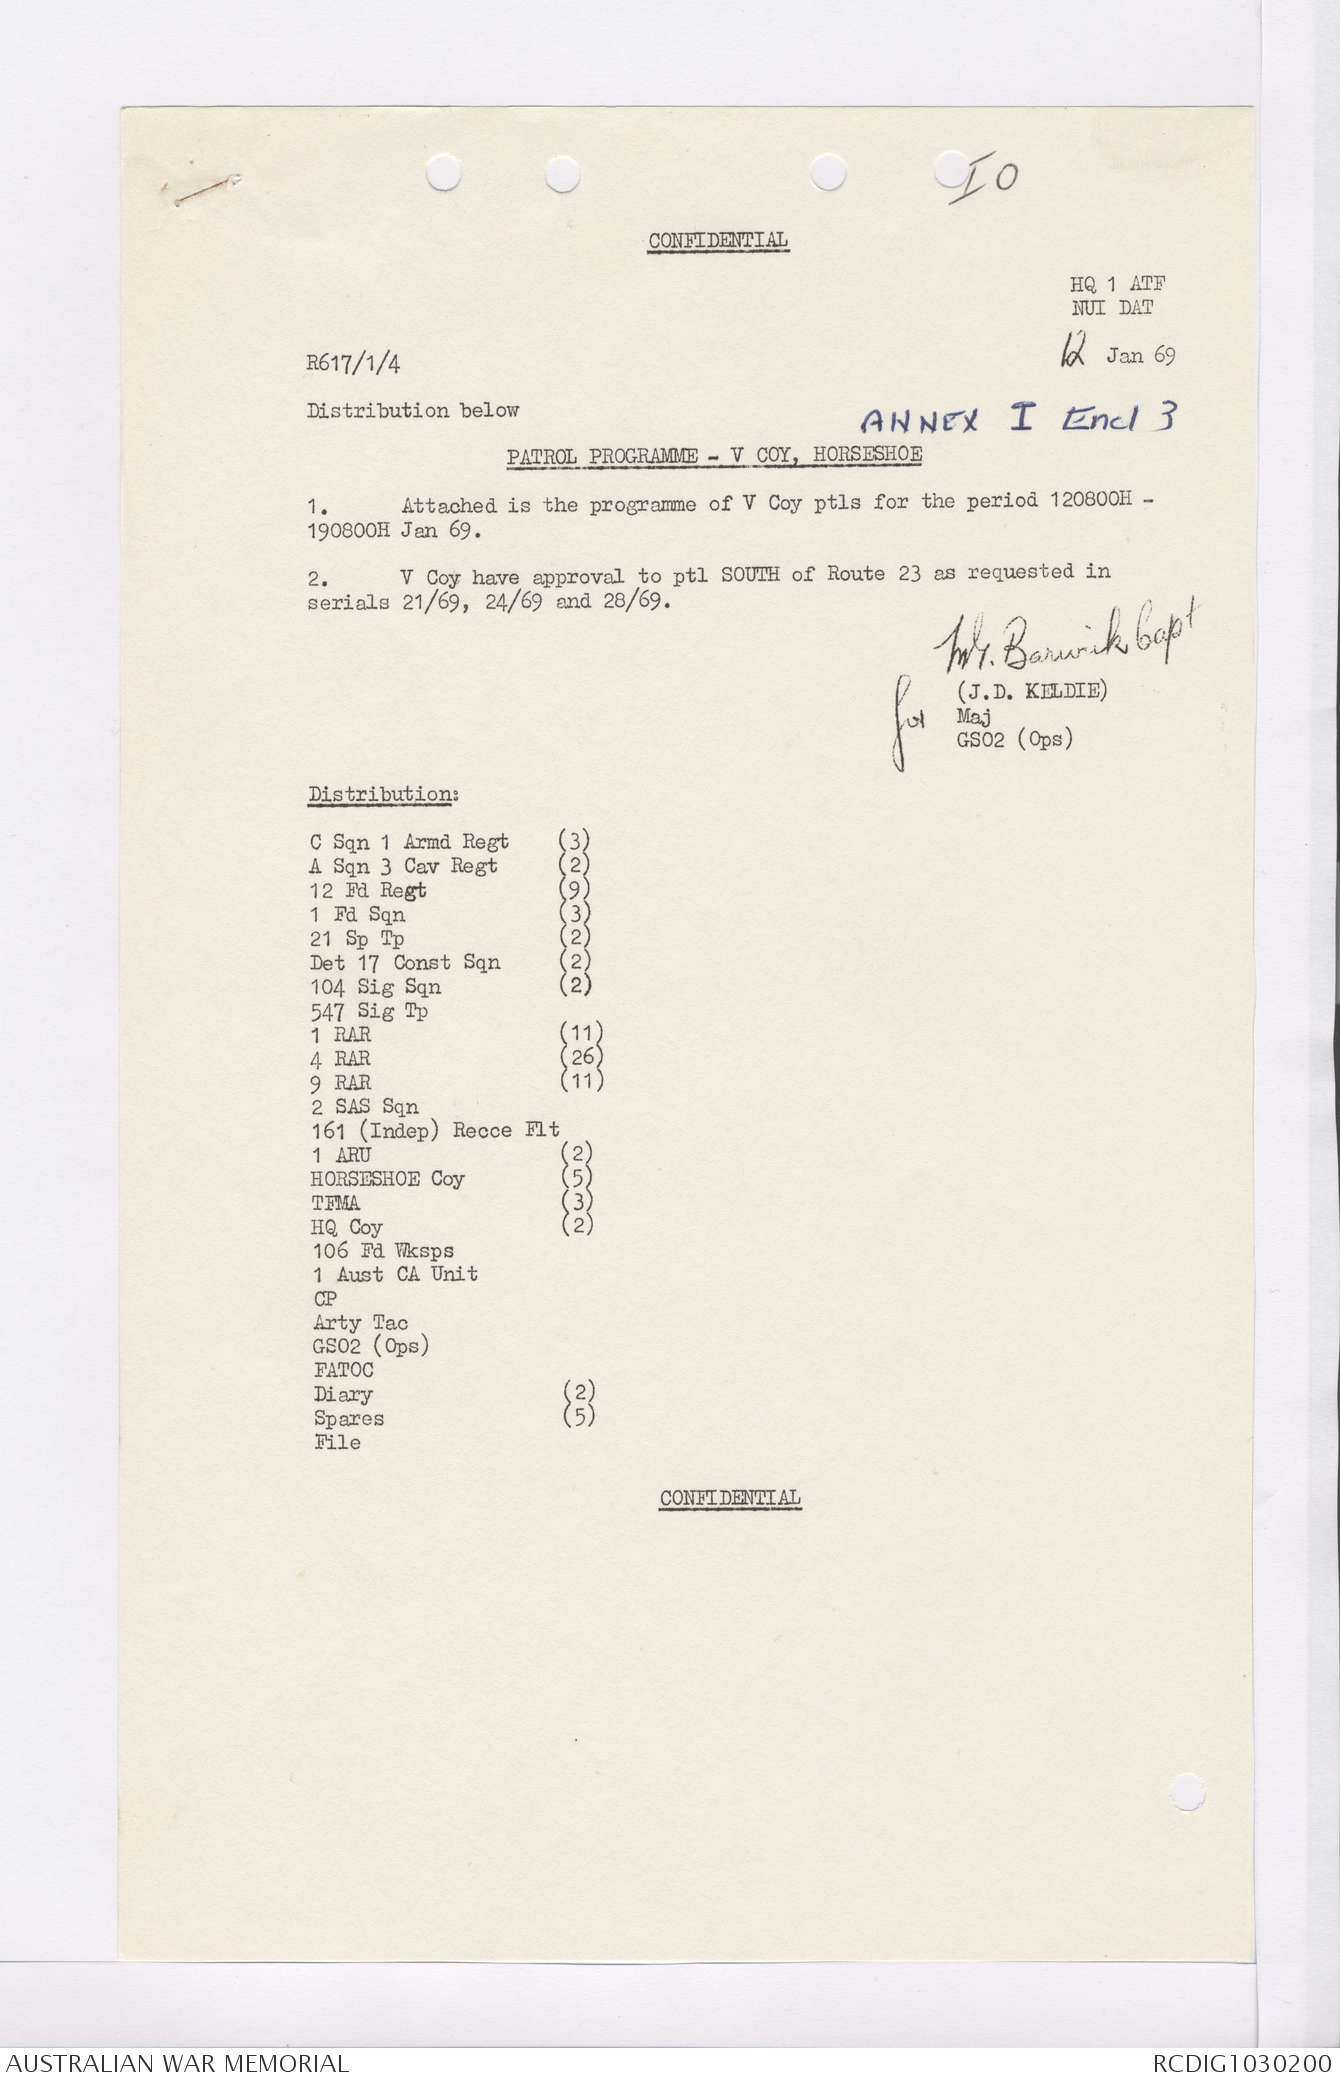 IO
CONFIDENTIAL
HQ 1 ATF
NUI DAT
12 Jan 69
R617/1/4
Distribution below
ANNEX I Encl 3
PATROL PROGRAMME - V COY, HORSESHOE
1. Attached is the programme of V Coy ptls for the period 120800H -
190800H Jan 69.
2. V Coy have approval to ptl SOUTH of Route 23 as requested in
serials 21/69, 24/69 and 28/69.
Barwick Capt
for (J.D. KELDIE)
Maj
GSO2 (Ops)
Distribution:
C Sqn 1 Armd Regt (3)
A Sqn 3 Cav Regt (2)
12 Fd Regt (9)
1 Fd Sqn (3)
21 Sp Tp (2)
Det 17 Const Sqn (2)
104 Sig Sqn (2)
547 Sig Tp
1 RAR (11)
4 RAR (26)
9 RAR (11)
2 SAS Sqn
161 (Indep) Recce Flt
1 ARU (2)
HORSESHOE Coy (5)
TFMA (3)
HQ Coy (2)
106 Fd Wksps
1 Aust CA Unit
CP
Arty Tac
GSO2 (Ops)
FATOC
Diary (2)
Spares (5)
File
CONFIDENTIAL
AUSTRALIAN WAR MEMORIAL
RCDIG1030200